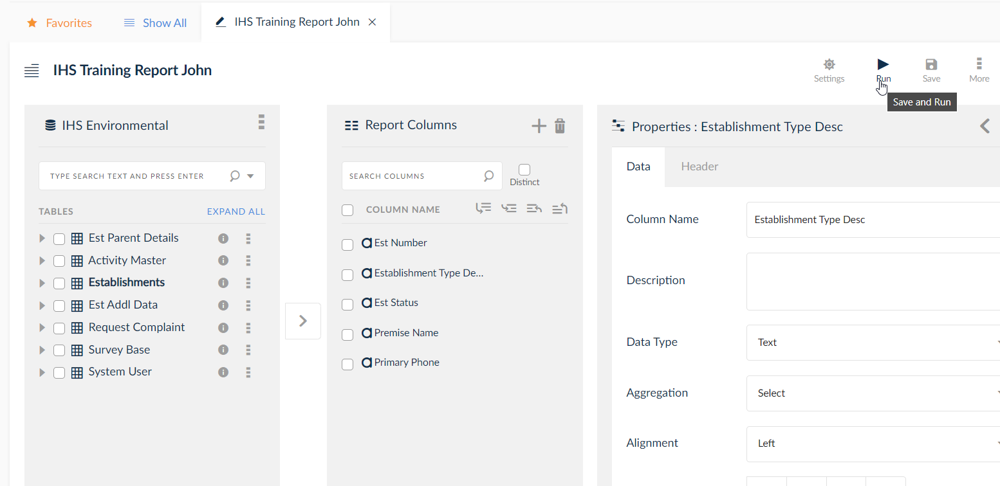 Favorites
Show All
IHS Training Report John
IHS Training Report John
Settings
Run
Save
More
Save and Run
IHS Environmental
TYPE SEARCH TEXT AND PRESS ENTER
TABLES
EXPAND ALL
Est Parent Details
Activity Master
Establishments
Est Addl Data
Request Complaint
Survey Base
System User
Report Columns
SEARCH COLUMNS
Distinct
COLUMN NAME
Est Number
Establishment Type De...
Est Status
Premise Name
Primary Phone
Properties : Establishment Type Desc
Data
Header
Column Name
Establishment Type Desc
Description
Data Type
Text
Aggregation
Select
Alignment
Left